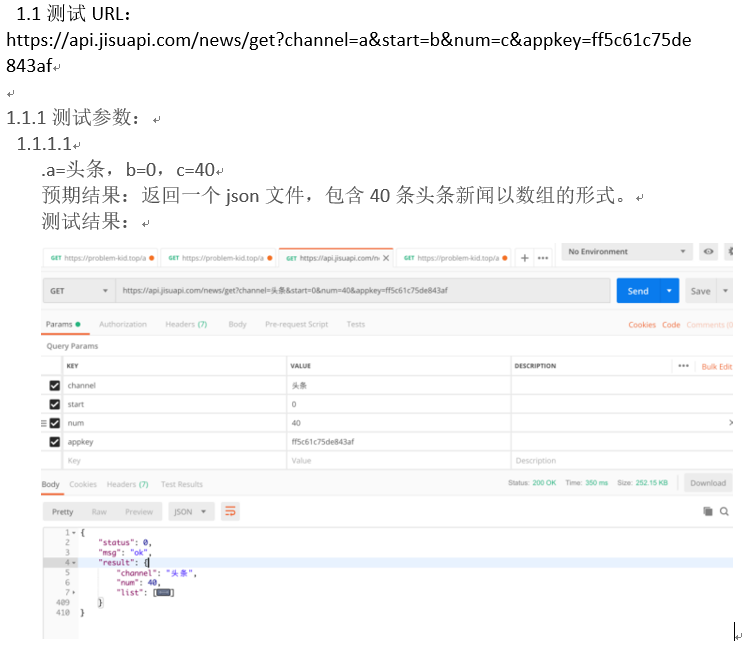 1.1 测试 URL：
https://api.jisuapi.com/news/get?channel=a&start=b&num=c&appkey=ff5c61c75de
843af
1.1.1 测试参数：
1.1.1.1
.a=头条，b=0，c=40
预期结果：返回一个 json 文件，包含 40 条头条新闻以数组的形式。
测试结果：
GET https://problem-kid.top/a GET https://problem-kid.top/a GET https://api.jisuapi.com/n GET https://problem-kid.top/a + ••• No Environment
GET https://api.jisuapi.com/news/get?channel=头条&start=0&num=40&appkey=ff5c61c75de843af Send Save
Params Authorization Headers (7) Body Pre-request Script Tests Cookies Code Comments (0
Query Params
KEY VALUE DESCRIPTION ••• Bulk Edit
channel 头条
start 0
num 40
appkey ff5c61c75de843af
Key Value Description
Body Cookies Headers (7) Test Results Status: 200 OK Time: 350 ms Size: 252.15 KB Download
Pretty Raw Preview JSON
1 {
2 "status": 0,
3 "msg": "ok",
4 "result": {
5 "channel": "头条",
6 "num": 40,
7 "list": [
409 }
410 }